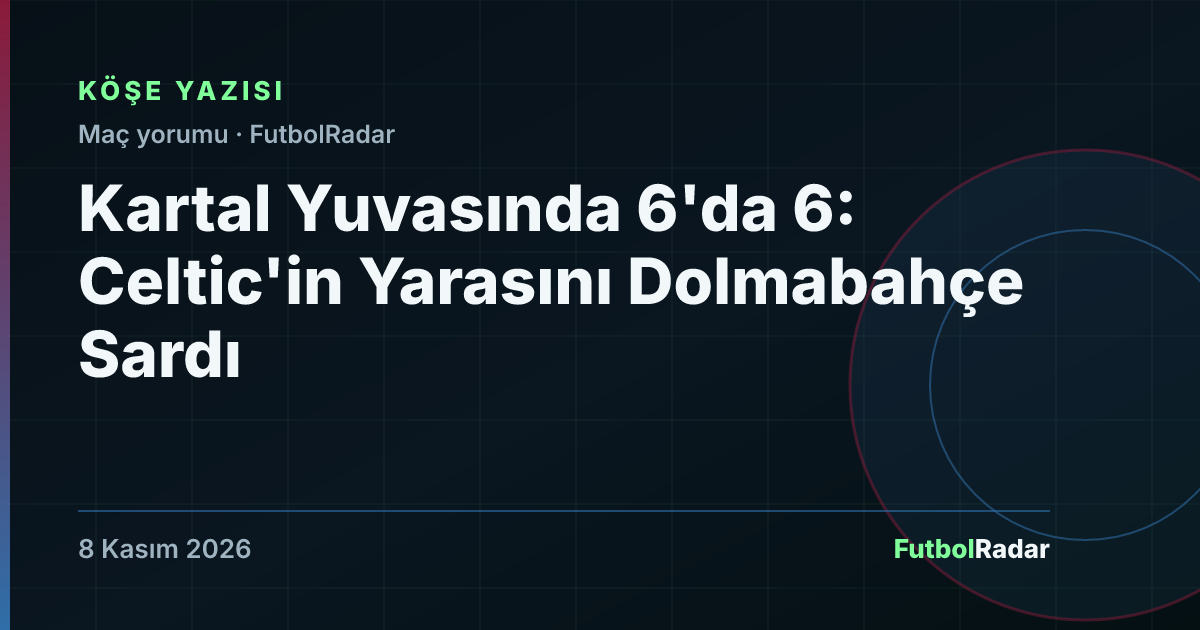 KÖŞE YAZISI
Maç yorumu · FutbolRadar
Kartal Yuvasında 6'da 6:
Celtic'in Yarasını Dolmabahçe
Sardı
8 Kasım 2026
FutbolRadar